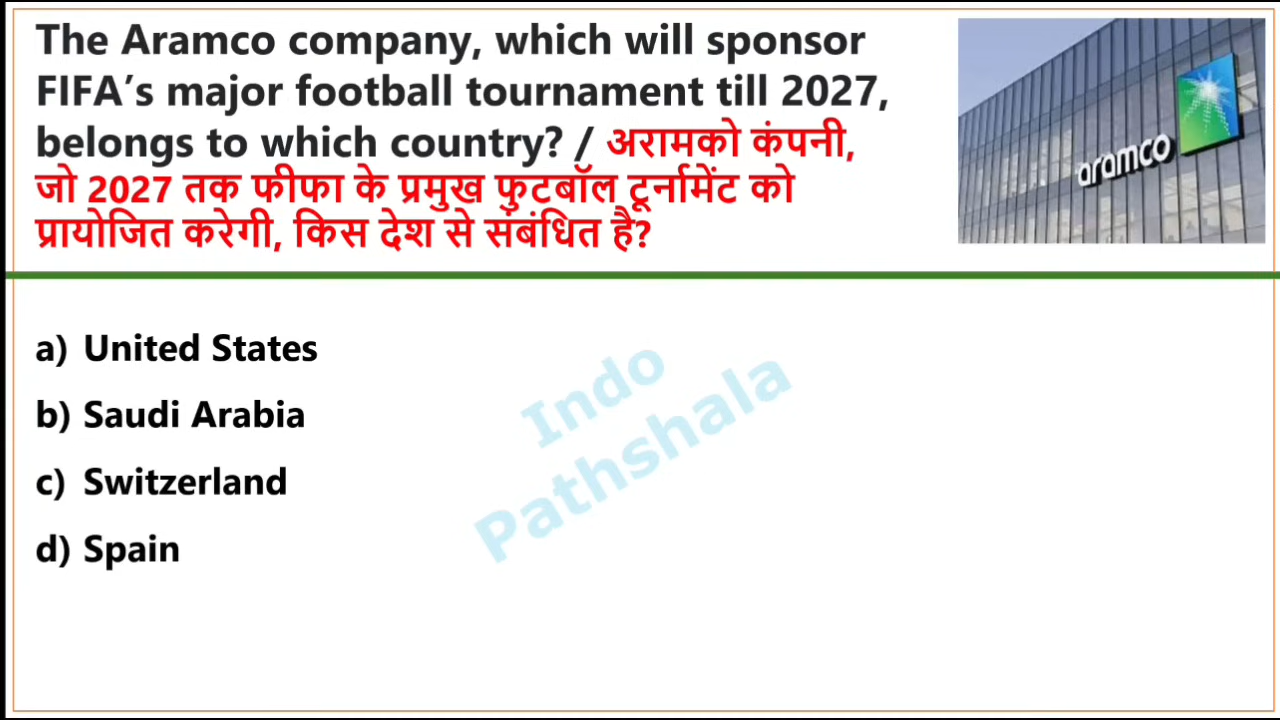 The Aramco company, which will sponsor
FIFA’s major football tournament till 2027,
belongs to which country? / अरामको कंपनी,
जो 2027 तक फीफा के प्रमुख फुटबॉल टूर्नामेंट को
प्रायोजित करेगी, किस देश से संबंधित है?
aramco
a) United States
b) Saudi Arabia
c) Switzerland
d) Spain
Indo
Pathshala